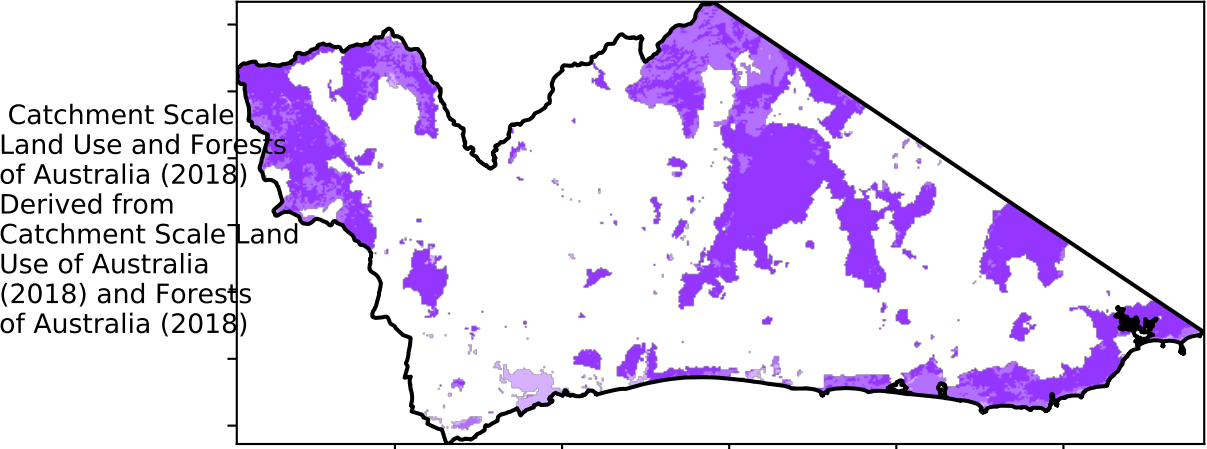 Catchment Scale
Land Use and Forests
of Australia (2018)
Derived from
Catchment Scale Land
Use of Australia
(2018) and Forests
of Australia (2018)